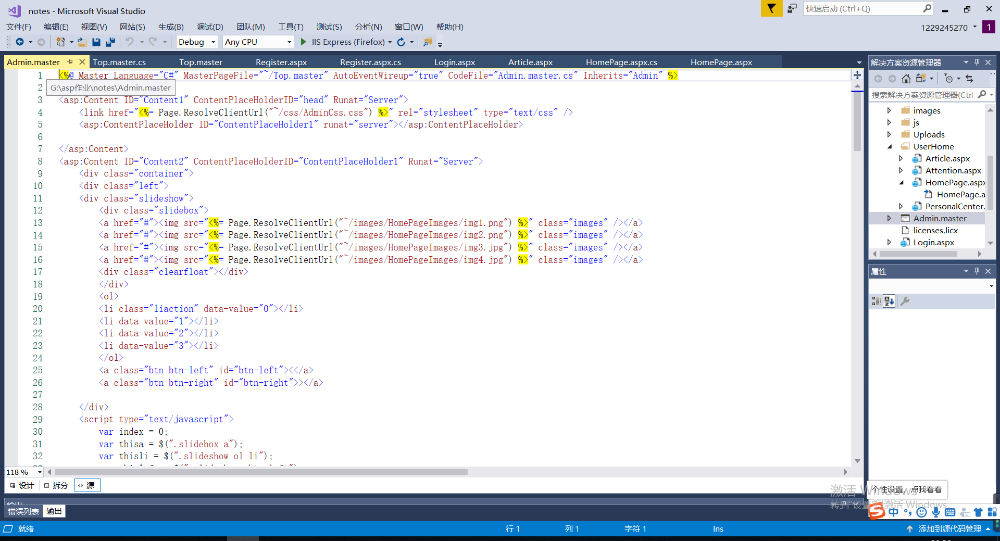 notes - Microsoft Visual Studio
快速启动 (Ctrl+Q)
文件(F) 编辑(E) 视图(V) 网站(S) 生成(B) 调试(D) 团队(M) 工具(T) 测试(S) 分析(N) 窗口(W) 帮助(H)
1229245270 1
Debug Any CPU IIS Express (Firefox)
Admin.master Top.master.cs Top.master Register.aspx Register.aspx.cs Login.aspx Article.aspx HomePage.aspx.cs HomePage.aspx
1 <%@ Master Language="C#" MasterPageFile="~/Top.master" AutoEventWireup="true" CodeFile="Admin.master.cs" Inherits="Admin" %>
2
G:\asp作业\notes\Admin.master
3 <asp:Content ID="Content1" ContentPlaceHolderID="head" Runat="Server">
4 <link href="<%= Page.ResolveClientUrl("~/css/AdminCss.css") %>" rel="stylesheet" type="text/css" />
5 <asp:ContentPlaceHolder ID="ContentPlaceHolder1" runat="server"></asp:ContentPlaceHolder>
6
7 </asp:Content>
8 <asp:Content ID="Content2" ContentPlaceHolderID="ContentPlaceHolder1" Runat="Server">
9 <div class="container">
10 <div class="left">
11 <div class="slideshow">
12 <div class="slidebox">
13 <a href="#"><img src="<%= Page.ResolveClientUrl("~/images/HomePageImages/img1.png") %>" class="images" /></a>
14 <a href="#"><img src="<%= Page.ResolveClientUrl("~/images/HomePageImages/img2.png") %>" class="images" /></a>
15 <a href="#"><img src="<%= Page.ResolveClientUrl("~/images/HomePageImages/img3.jpg") %>" class="images" /></a>
16 <a href="#"><img src="<%= Page.ResolveClientUrl("~/images/HomePageImages/img4.jpg") %>" class="images" /></a>
17 <div class="clearfloat"></div>
18 </div>
19 <ol>
20 <li class="liaction" data-value="0"></li>
21 <li data-value="1"></li>
22 <li data-value="2"></li>
23 <li data-value="3"></li>
24 </ol>
25 <a class="btn btn-left" id="btn-left"><</a>
26 <a class="btn btn-right" id="btn-right">></a>
27
28 </div>
29 <script type="text/javascript">
30 var index = 0;
31 var thisa = $(".slidebox a");
32 var thisli = $(".slideshow ol li");
118 %
设计 拆分 源
输出
错误列表 输出
就绪 行 1 列 1 字符 1 Ins 添加到源代码管理
解决方案资源管理器
搜索解决方案资源管理器(Ctrl
images
js
Uploads
UserHome
Article.aspx
Attention.aspx
HomePage.aspx
HomePage.a
PersonalCenter.
Admin.master
licenses.licx
Login.aspx
属性
激活 Windows
个性设置，点我看看
转到"设置"以激活 Windows。
中